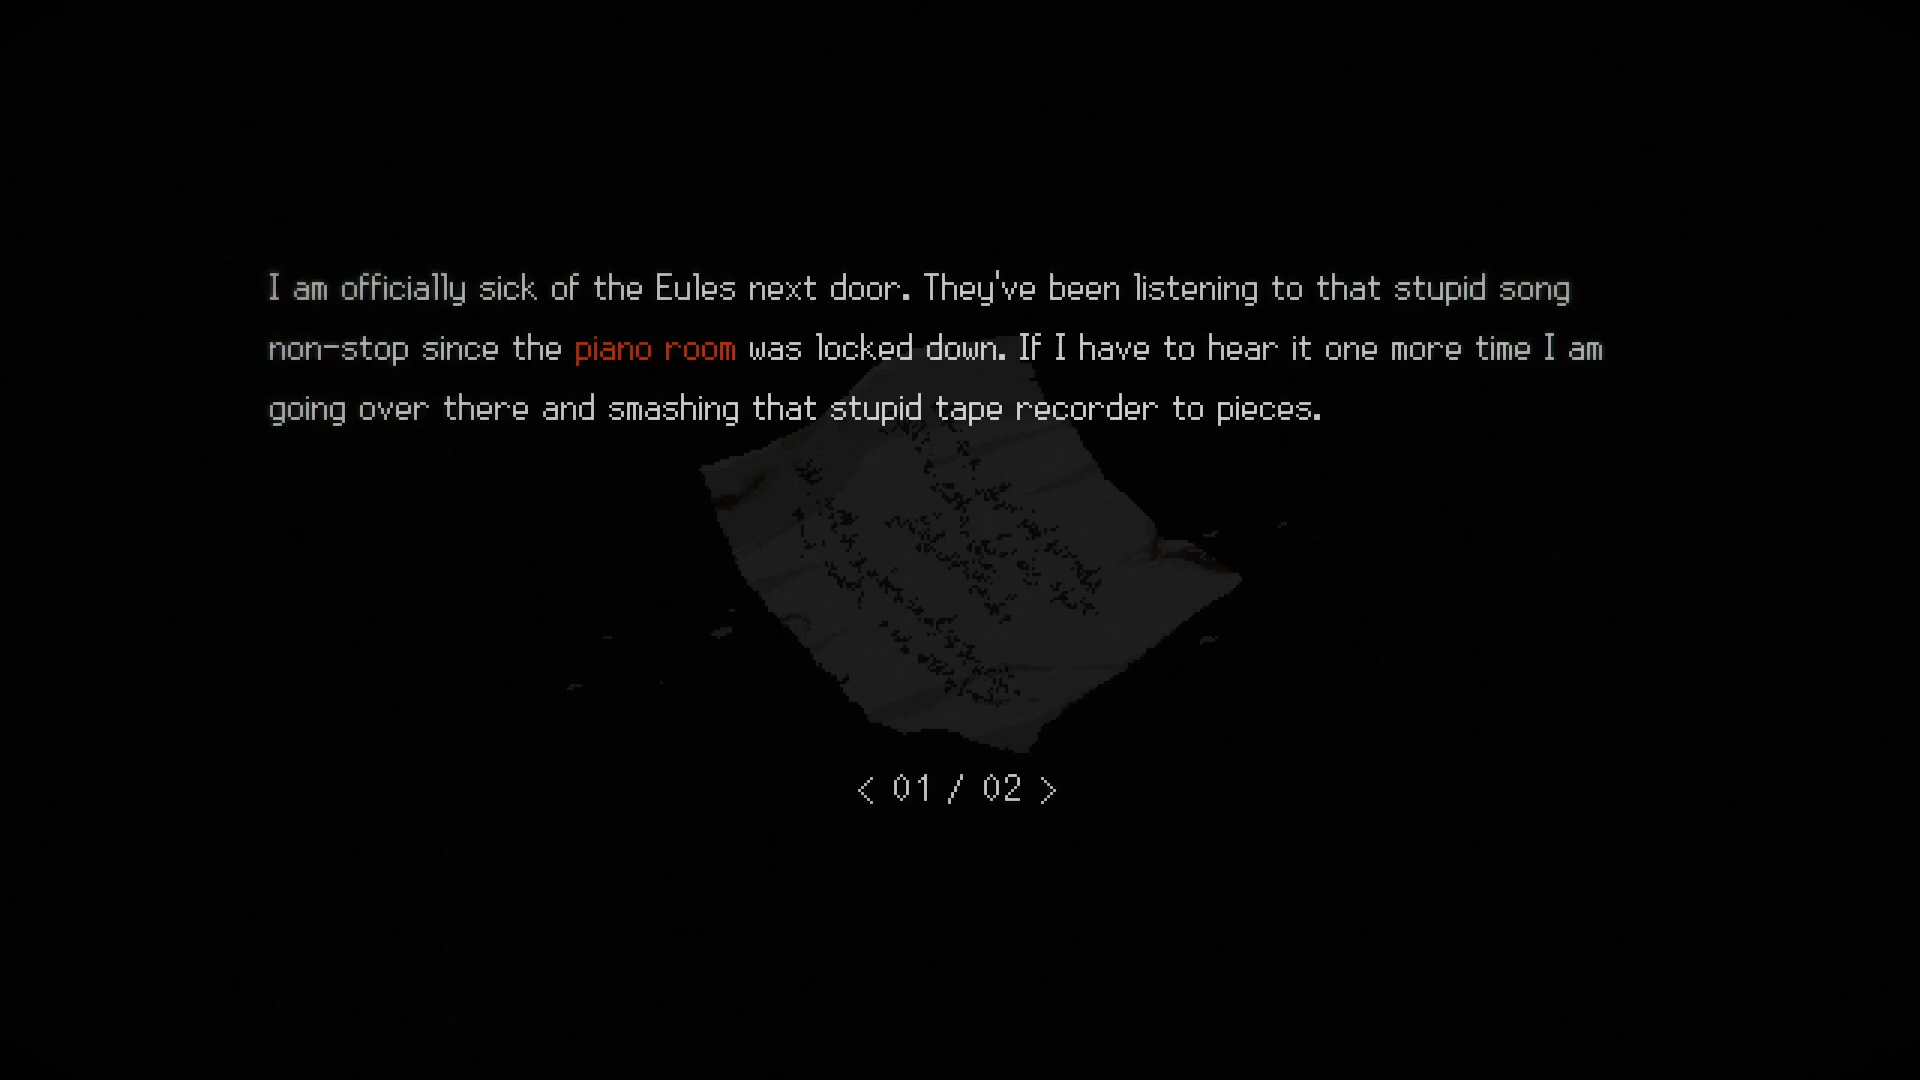 I am officially sick of the Eules next door. They've been listening to that stupid song
non-stop since the piano room was locked down. If I have to hear it one more time I am
going over there and smashing that stupid tape recorder to pieces.
< 01 / 02 >